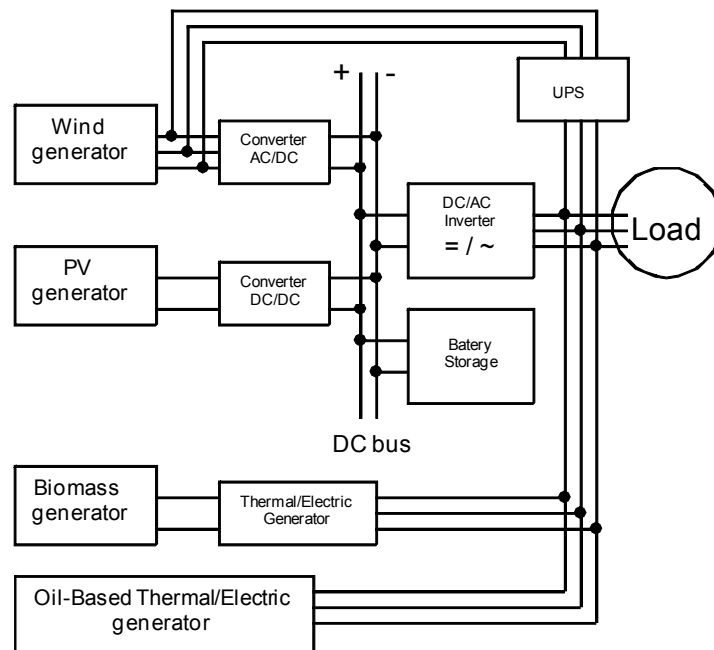 + -
UPS
Wind
generator
Converter
AC/DC
DC/AC
Inverter
= / ~
Load
PV
generator
Converter
DC/DC
Batery
Storage
DC bus
Biomass
generator
Thermal/Electric
Generator
Oil-Based Thermal/Electric
generator